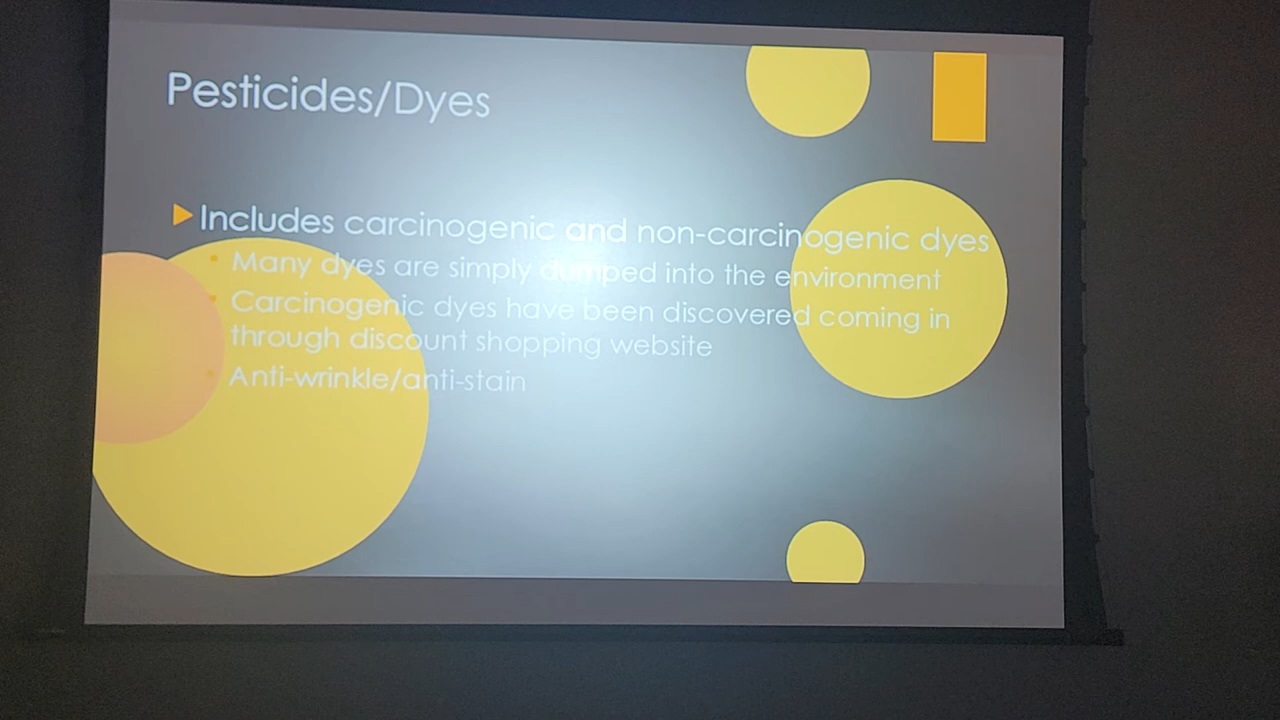 Pesticides/Dyes
Includes carcinogenic and non-carcinogenic dyes
Many dyes are simply dumped into the environment
Carcinogenic dyes have been discovered coming in
through discount shopping website
Anti-wrinkle/anti-stain